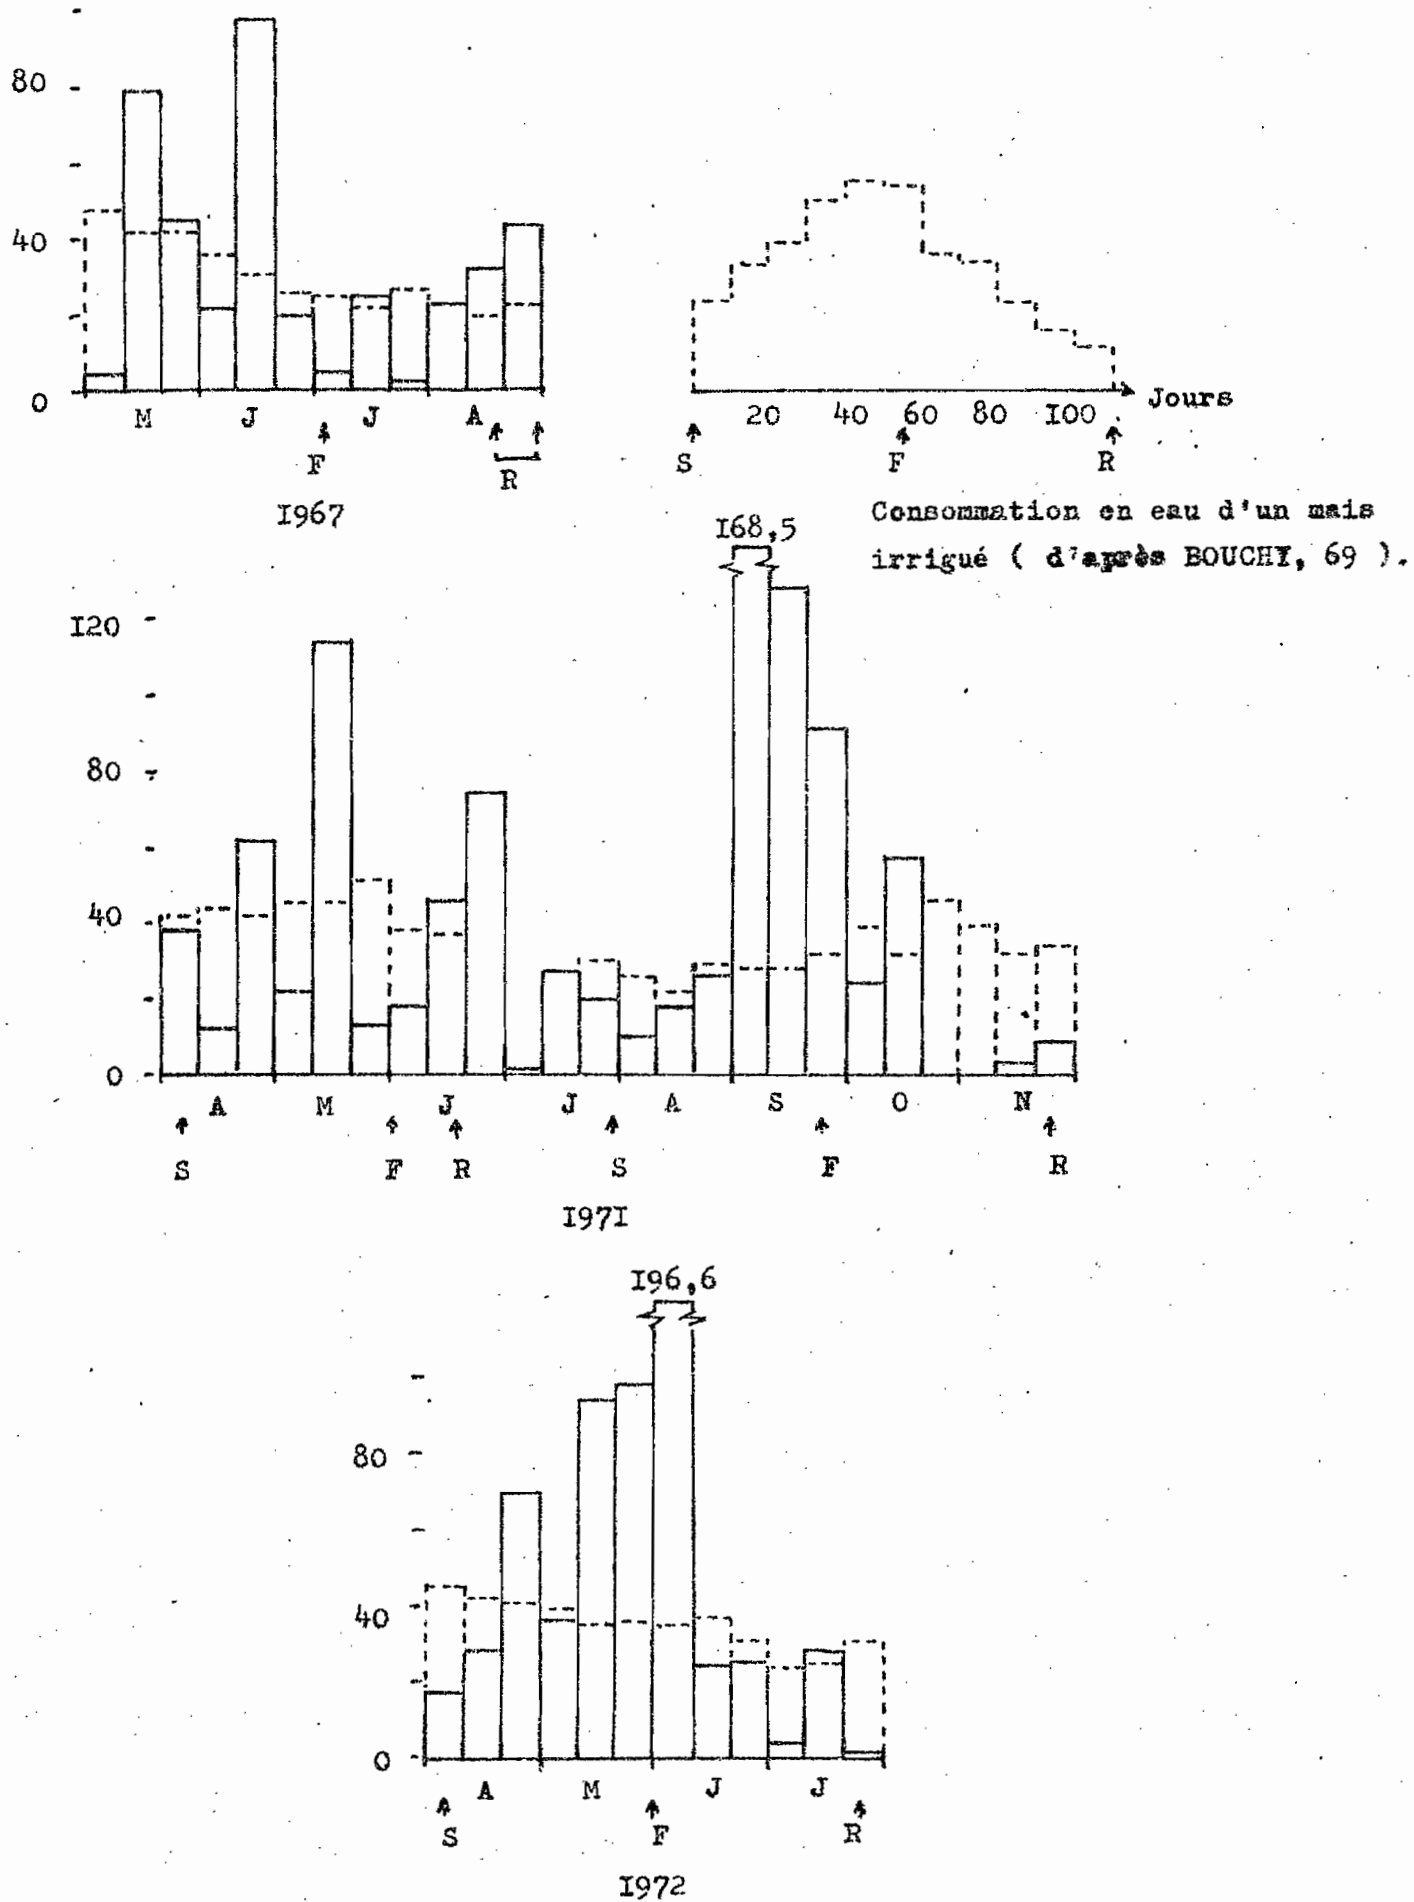 80
40
0
M J J A
F
R
1967
20 40 60 80 100 Jours
S F R
Consommation en eau d'un mais
irrigué ( d'après BOUCHY, 69 ).
168,5
120
80
40
0
A M J J A S O N
S F R S F R
1971
196,6
80
40
0
A M J J
S F R
1972